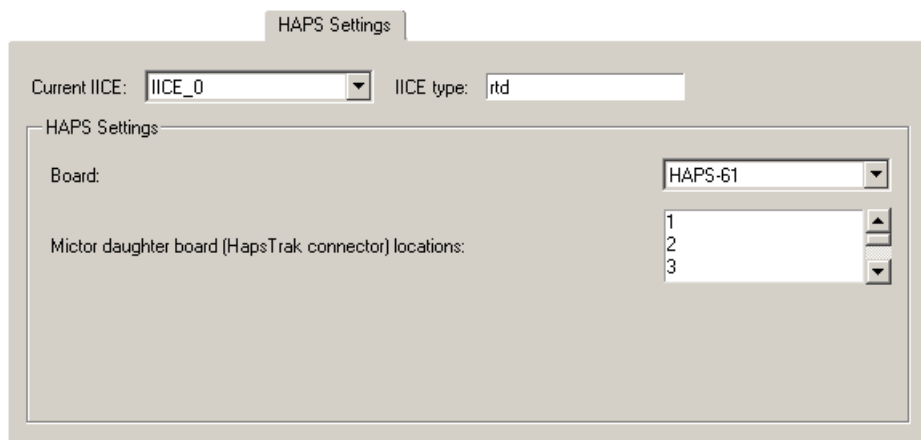 HAPS Settings
Current IICE: IICE_0 IICE type: rtd
HAPS Settings
Board: HAPS-61
Mictor daughter board (HapsTrak connector) locations:
1
2
3